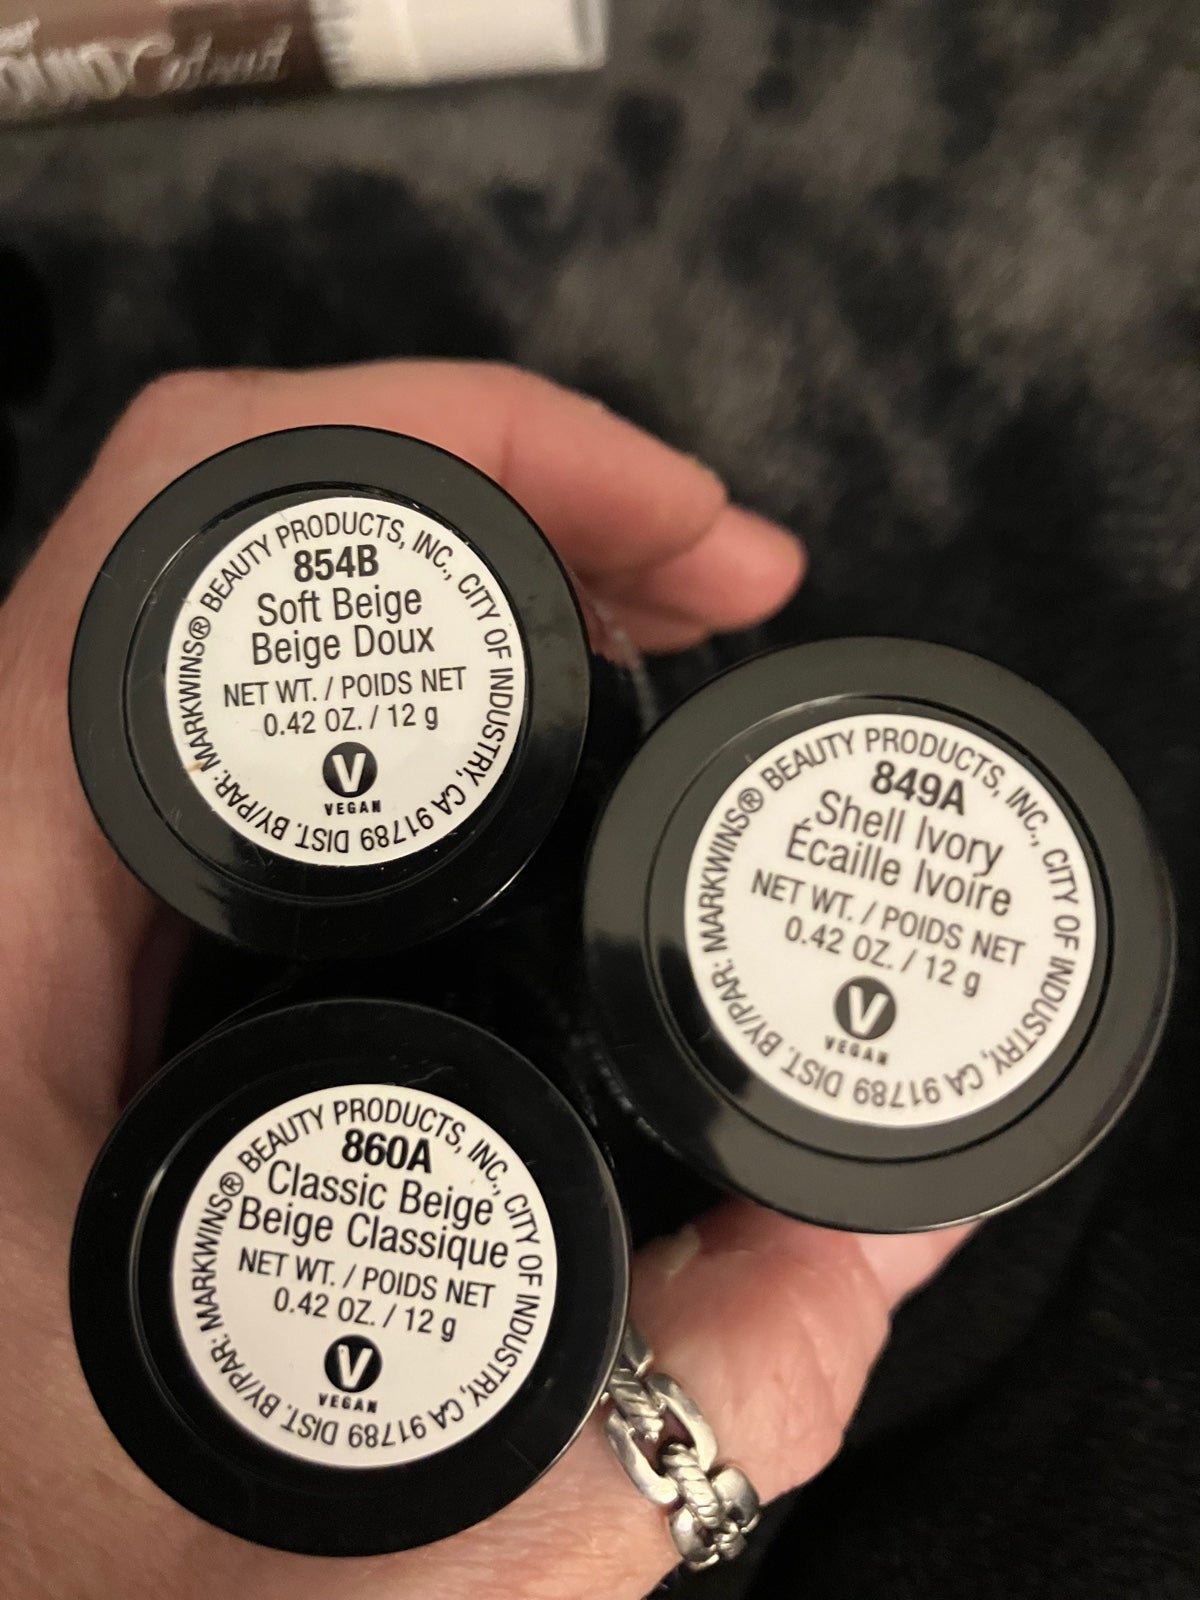 854B
Soft Beige
Beige Doux
NET WT. / POIDS NET
0.42 OZ. / 12 g
V
VEGAN
DIST. BY/PAR: MARKWINS® BEAUTY PRODUCTS, INC., CITY OF INDUSTRY, CA 91789
849A
Shell Ivory
Écaille Ivoire
NET WT. / POIDS NET
0.42 OZ. / 12 g
V
VEGAN
DIST. BY/PAR: MARKWINS® BEAUTY PRODUCTS, INC., CITY OF INDUSTRY, CA 91789
860A
Classic Beige
Beige Classique
NET WT. / POIDS NET
0.42 OZ. / 12 g
V
VEGAN
DIST. BY/PAR: MARKWINS® BEAUTY PRODUCTS, INC., CITY OF INDUSTRY, CA 91789